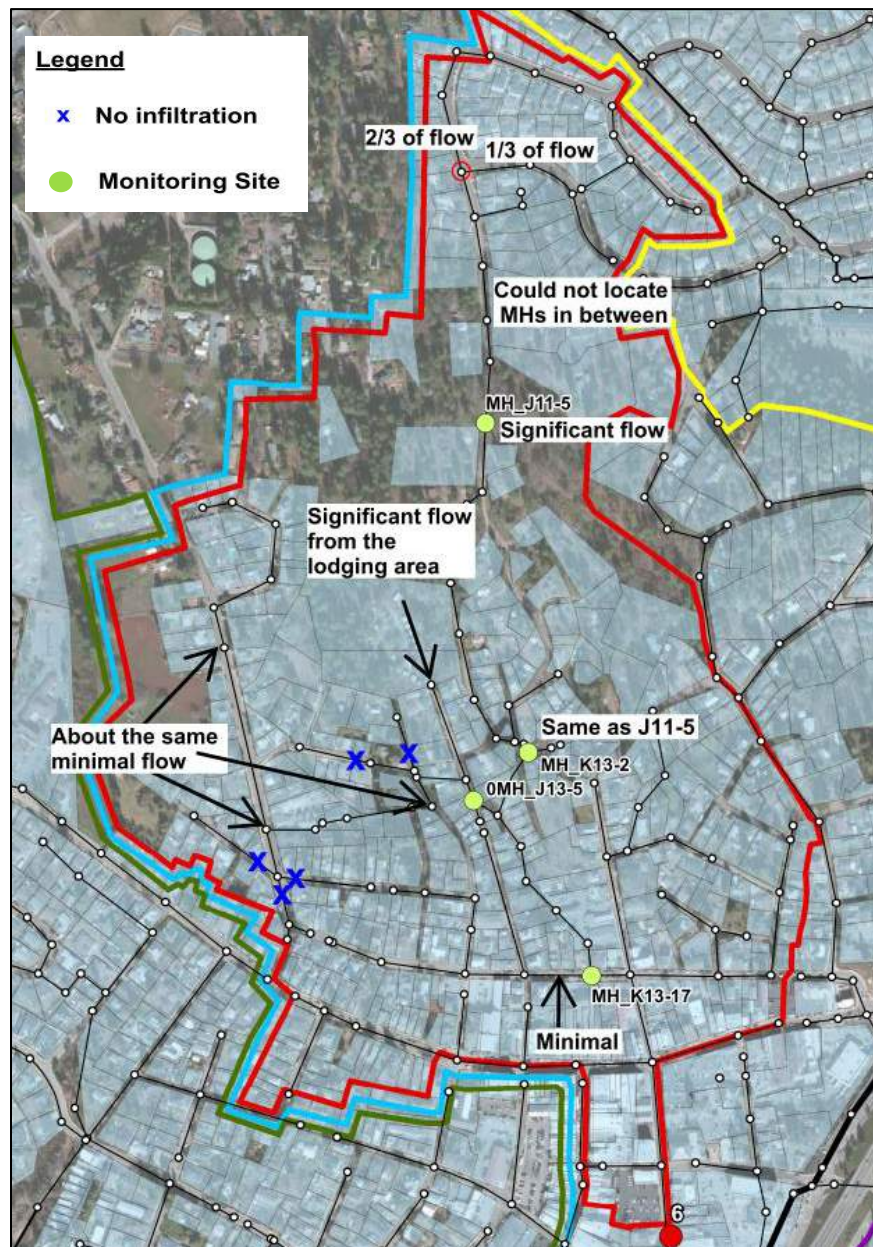 Legend
x No infiltration
Monitoring Site
2/3 of flow
1/3 of flow
Could not locate
MHs in between
MH_J11-5
Significant flow
Significant flow
from the
lodging area
About the same
minimal flow
x
x
Same as J11-5
MH_K13-2
0MH_J13-5
x
x
x
MH_K13-17
Minimal
6